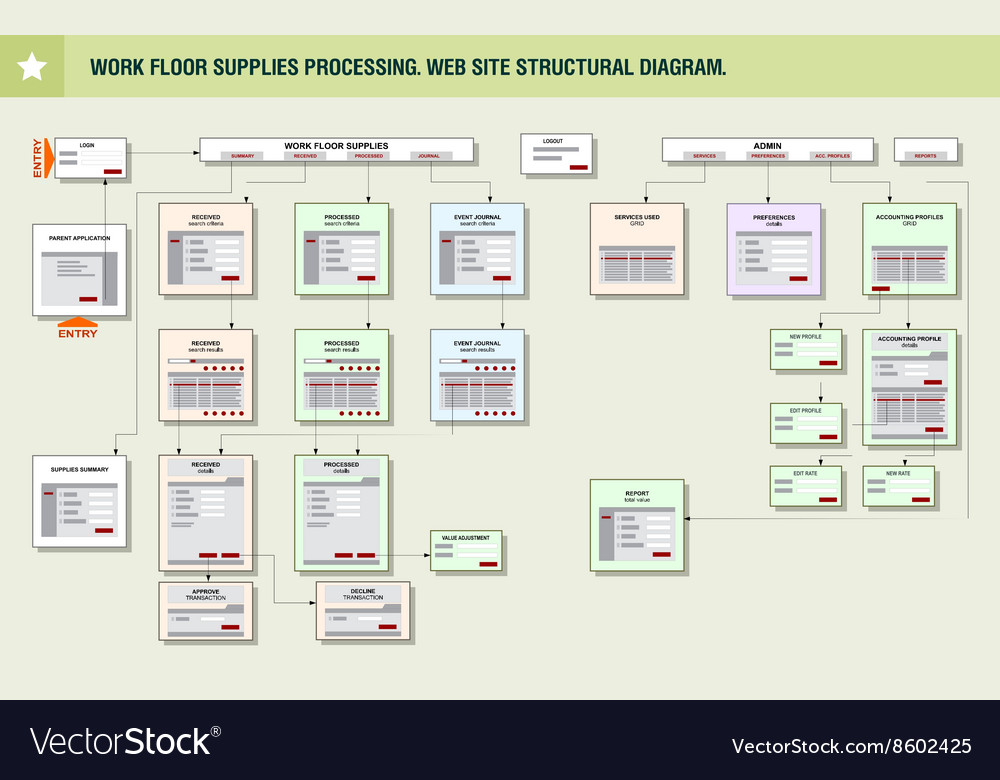 WORK FLOOR SUPPLIES PROCESSING. WEB SITE STRUCTURAL DIAGRAM.
ENTRY
LOGIN
WORK FLOOR SUPPLIES
SUMMARY RECEIVED PROCESSED JOURNAL
LOGOUT
ADMIN
SERVICES PREFERENCES ACC. PROFILES
REPORTS
PARENT APPLICATION
ENTRY
RECEIVED
search criteria
PROCESSED
search criteria
EVENT JOURNAL
search criteria
SERVICES USED
GRID
PREFERENCES
details
ACCOUNTING PROFILES
GRID
RECEIVED
search results
PROCESSED
search results
EVENT JOURNAL
search results
NEW PROFILE
ACCOUNTING PROFILE
details
EDIT PROFILE
SUPPLIES SUMMARY
RECEIVED
details
PROCESSED
details
VALUE ADJUSTMENT
REPORT
total value
EDIT RATE
NEW RATE
APPROVE
TRANSACTION
DECLINE
TRANSACTION
VectorStock®
VectorStock.com/8602425